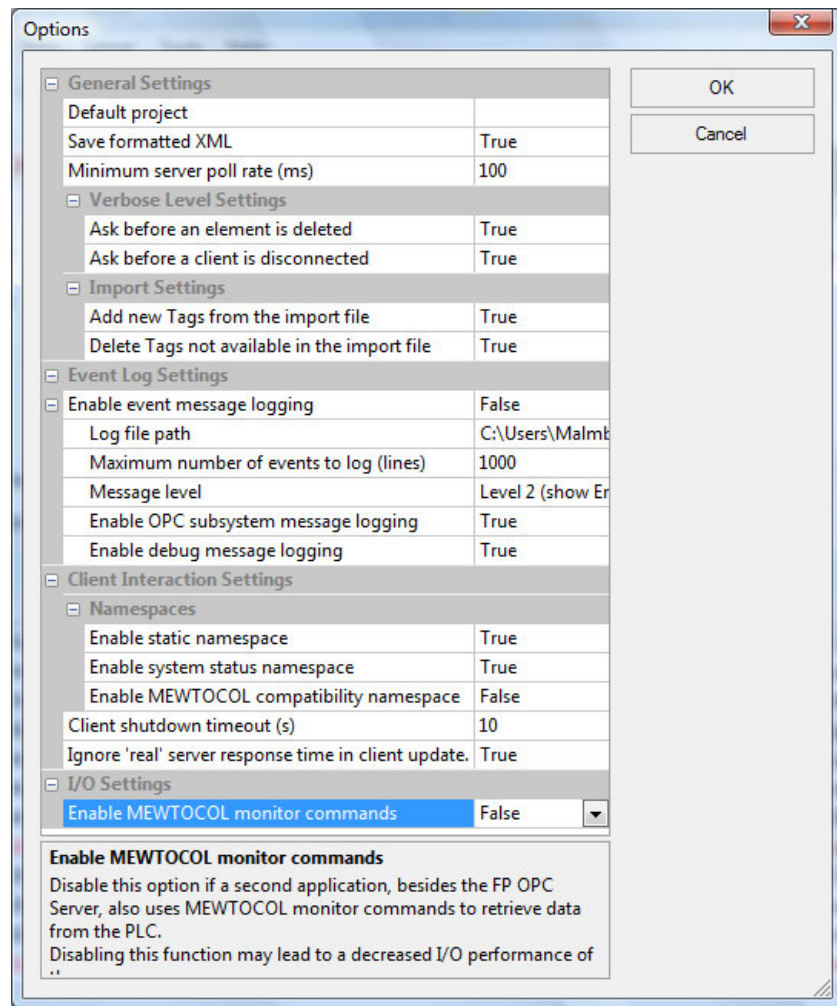 Options
General Settings
Default project
Save formatted XML True
Minimum server poll rate (ms) 100
Verbose Level Settings
Ask before an element is deleted True
Ask before a client is disconnected True
Import Settings
Add new Tags from the import file True
Delete Tags not available in the import file True
Event Log Settings
Enable event message logging False
Log file path C:\Users\Malmb
Maximum number of events to log (lines) 1000
Message level Level 2 (show Er
Enable OPC subsystem message logging True
Enable debug message logging True
Client Interaction Settings
Namespaces
Enable static namespace True
Enable system status namespace True
Enable MEWTOCOL compatibility namespace False
Client shutdown timeout (s) 10
Ignore 'real' server response time in client update. True
I/O Settings
Enable MEWTOCOL monitor commands False
Enable MEWTOCOL monitor commands
Disable this option if a second application, besides the FP OPC
Server, also uses MEWTOCOL monitor commands to retrieve data
from the PLC.
Disabling this function may lead to a decreased I/O performance of
OK
Cancel